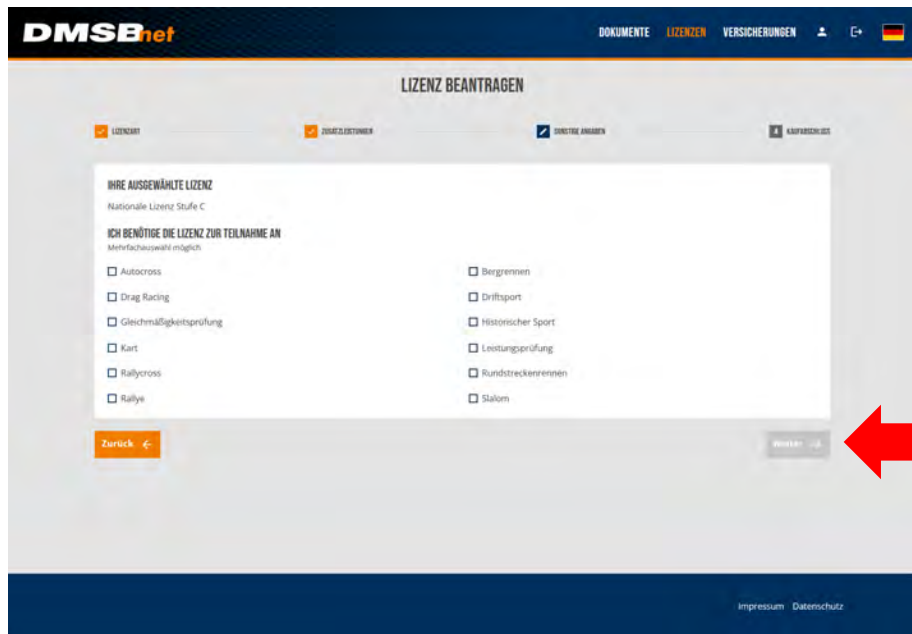 DMSBnet
DOKUMENTE LIZENZEN VERSICHERUNGEN
LIZENZ BEANTRAGEN
LIZENZART ZUSATZLEISTUNGEN SONSTIGE ANGABEN 4 KAUFABSCHLUSS
IHRE AUSGEWÄHLTE LIZENZ
Nationale Lizenz Stufe C
ICH BENÖTIGE DIE LIZENZ ZUR TEILNAHME AN
Mehrfachauswahl möglich
Autocross Bergrennen
Drag Racing Driftsport
Gleichmäßigkeitsprüfung Historischer Sport
Kart Leistungsprüfung
Rallycross Rundstreckenrennen
Rallye Slalom
Zurück Weiter
Impressum Datenschutz